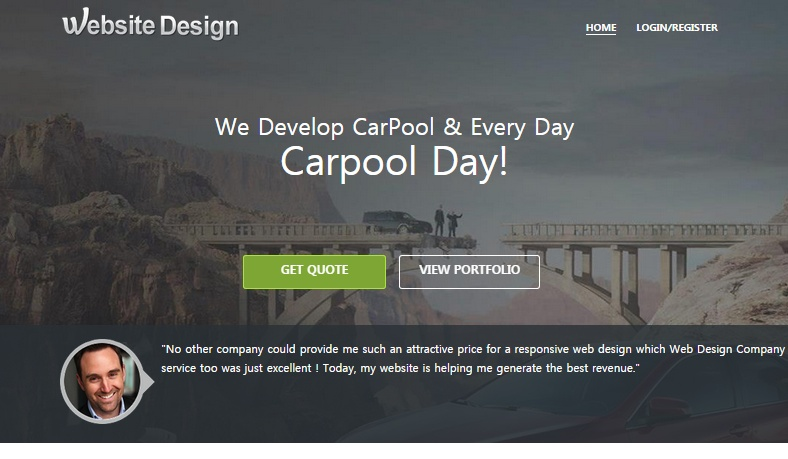 Website Design
HOME LOGIN/REGISTER
We Develop CarPool & Every Day
Carpool Day!
GET QUOTE VIEW PORTFOLIO
"No other company could provide me such an attractive price for a responsive web design which Web Design Company
service too was just excellent ! Today, my website is helping me generate the best revenue."